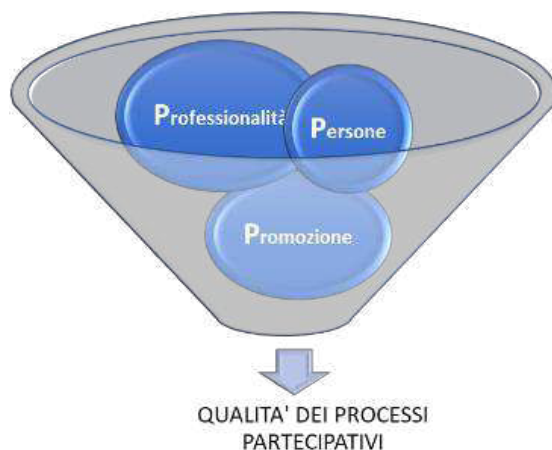 Professionalità
Persone
Promozione
QUALITA' DEI PROCESSI
PARTECIPATIVI